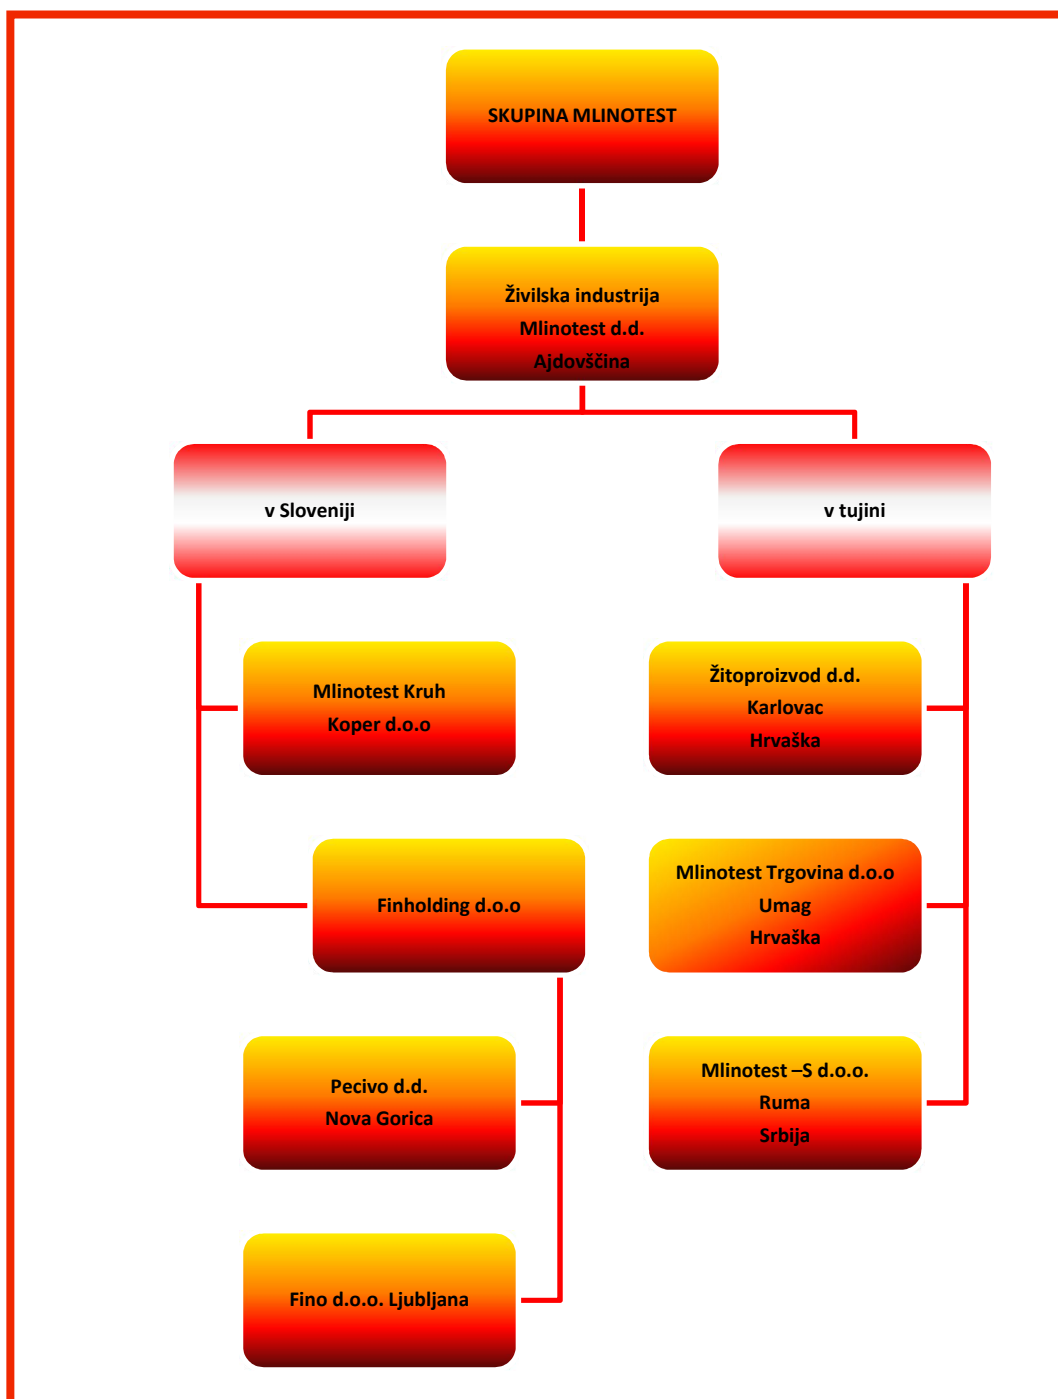 SKUPINA MLINOTEST
Živilska industrija
Mlinotest d.d.
Ajdovščina
v Sloveniji
v tujini
Mlinotest Kruh
Koper d.o.o
Žitoproizvod d.d.
Karlovac
Hrvaška
Finholding d.o.o
Mlinotest Trgovina d.o.o
Umag
Hrvaška
Pecivo d.d.
Nova Gorica
Mlinotest –S d.o.o.
Ruma
Srbija
Fino d.o.o. Ljubljana